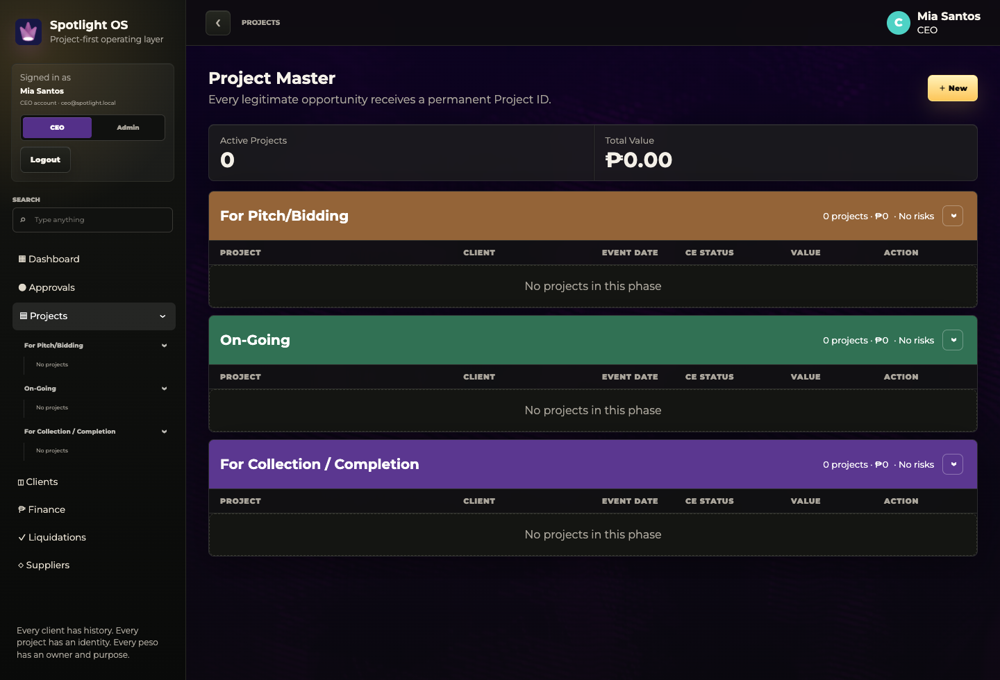 Spotlight OS
Project-first operating layer
Signed in as
Mia Santos
CEO account · ceo@spotlight.local
CEO
Admin
Logout
SEARCH
Type anything
Dashboard
Approvals
Projects
For Pitch/Bidding
No projects
On-Going
No projects
For Collection / Completion
No projects
Clients
₱ Finance
✓ Liquidations
◇ Suppliers
Every client has history. Every
project has an identity. Every peso
has an owner and purpose.
PROJECTS
C
Mia Santos
CEO
Project Master
Every legitimate opportunity receives a permanent Project ID.
+ New
Active Projects
0
Total Value
₱0.00
For Pitch/Bidding
0 projects · ₱0 · No risks
PROJECT CLIENT EVENT DATE CE STATUS VALUE ACTION
No projects in this phase
On-Going
0 projects · ₱0 · No risks
PROJECT CLIENT EVENT DATE CE STATUS VALUE ACTION
No projects in this phase
For Collection / Completion
0 projects · ₱0 · No risks
PROJECT CLIENT EVENT DATE CE STATUS VALUE ACTION
No projects in this phase